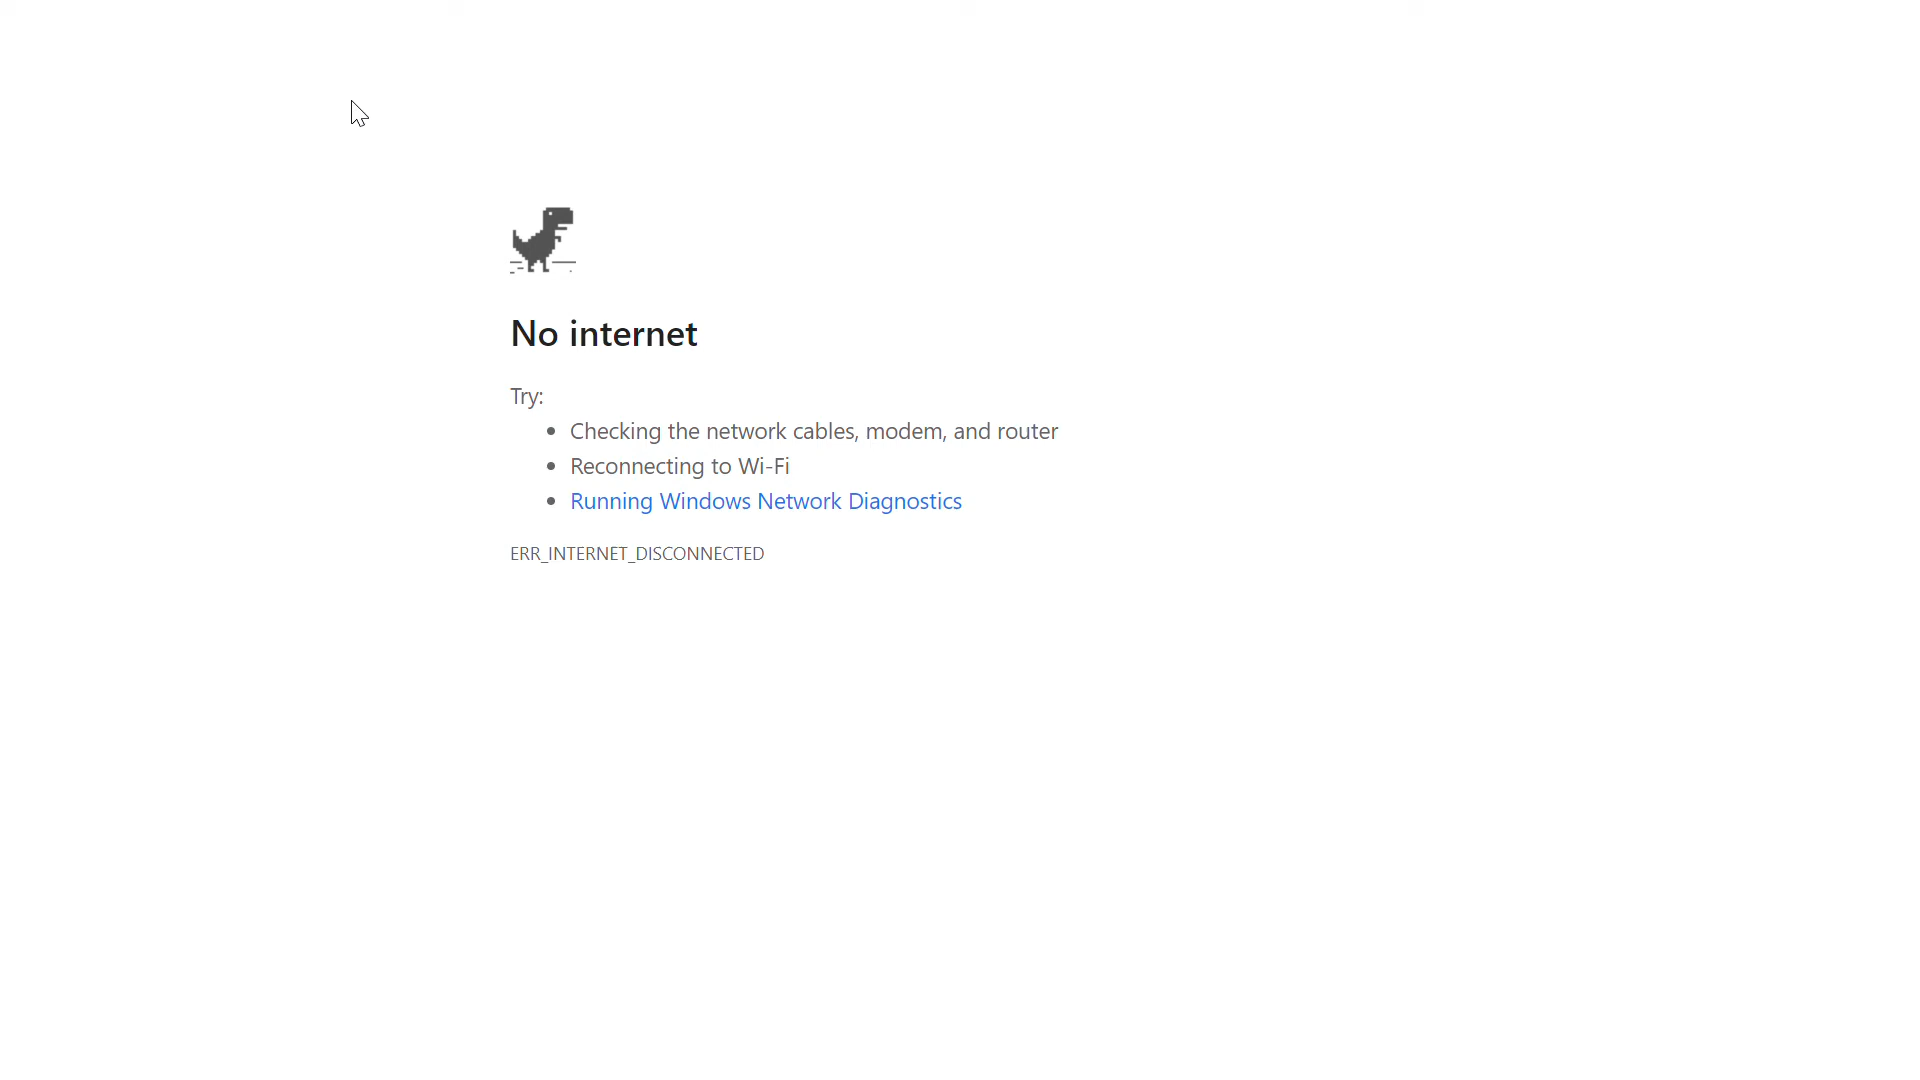 No internet
Try:
Checking the network cables, modem, and router
Reconnecting to Wi-Fi
Running Windows Network Diagnostics
ERR_INTERNET_DISCONNECTED